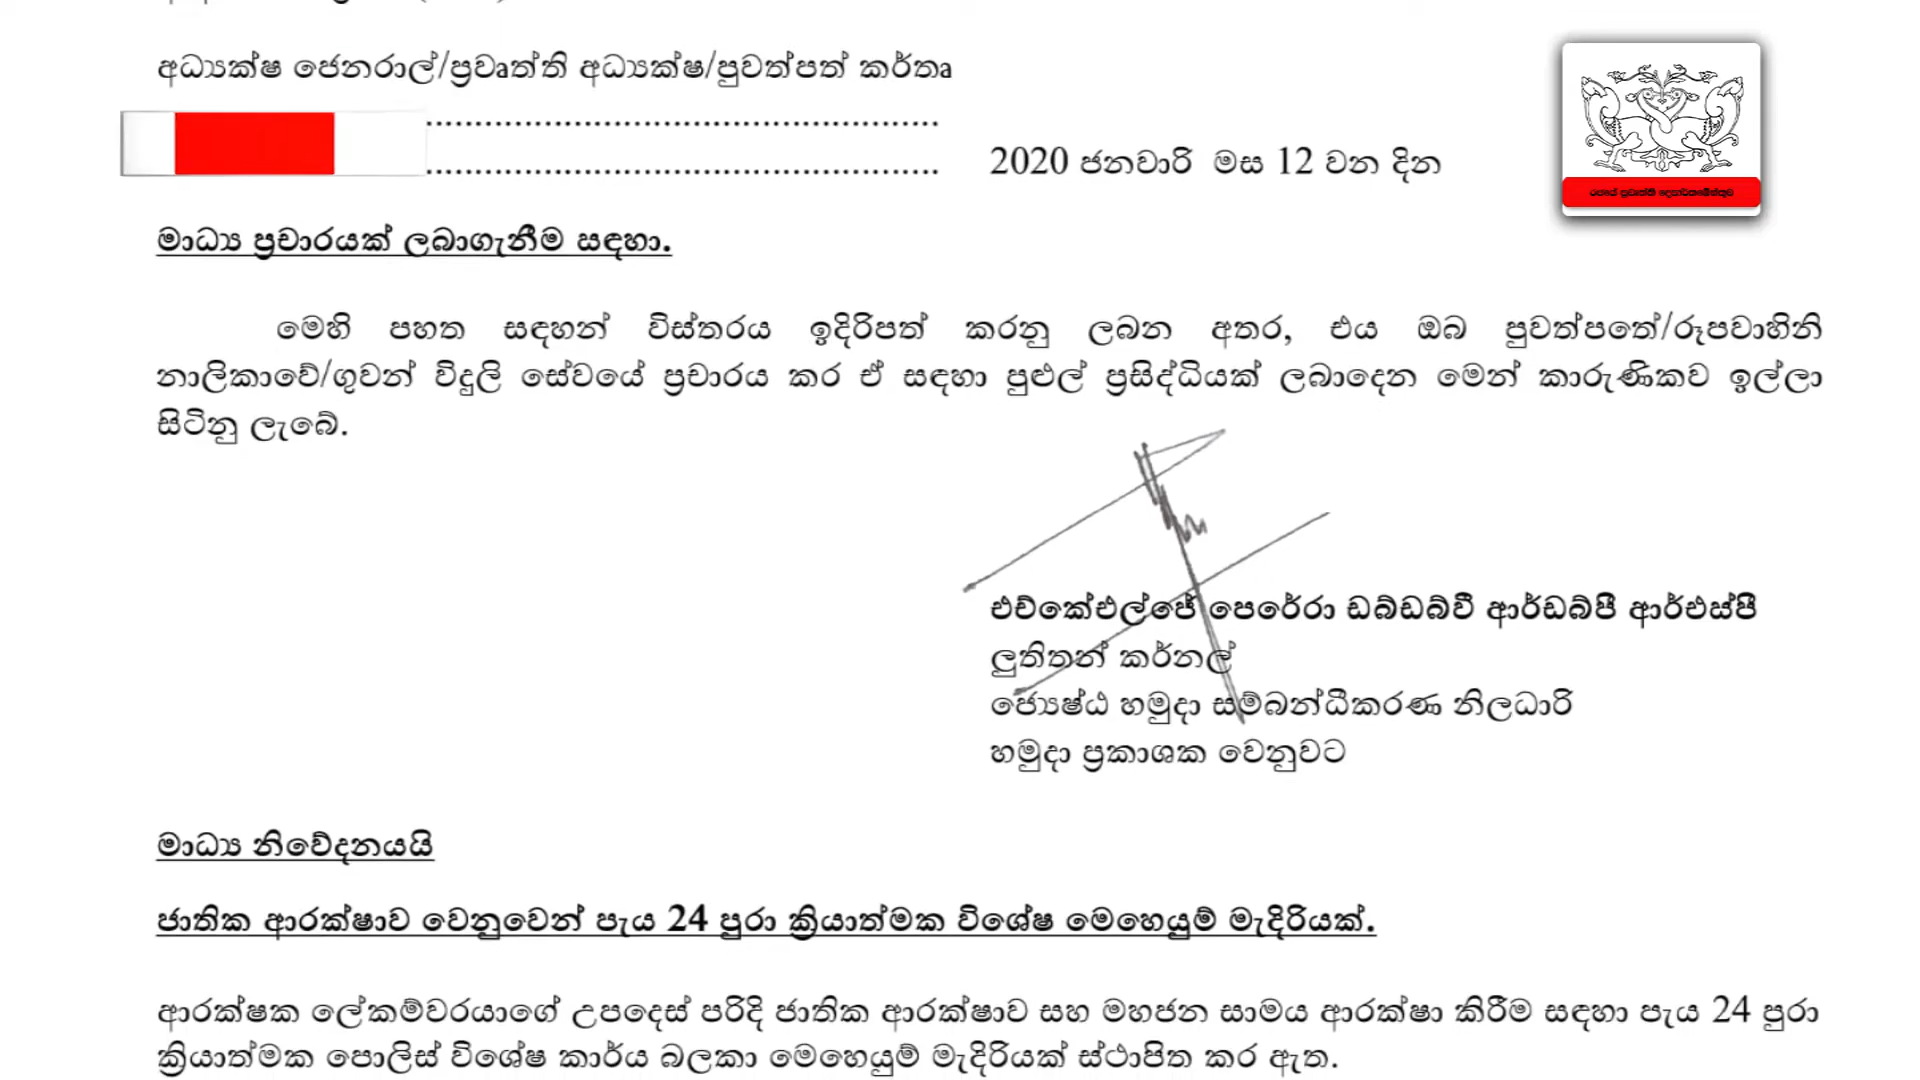 අධ්‍යක්ෂ ජෙනරාල්/ප්‍රවෘත්ති අධ්‍යක්ෂ/පුවත්පත් කර්තෘ
2020 ජනවාරි මස 12 වන දින
රජයේ ප්‍රවෘත්ති දෙපාර්තමේන්තුව
මාධ්‍ය ප්‍රචාරයක් ලබාගැනීම සඳහා.
මෙහි පහත සඳහන් විස්තරය ඉදිරිපත් කරනු ලබන අතර, එය ඔබ පුවත්පතේ/රූපවාහිනි
නාලිකාවේ/ගුවන් විදුලි සේවයේ ප්‍රචාරය කර ඒ සඳහා පුළුල් ප්‍රසිද්ධියක් ලබාදෙන මෙන් කාරුණිකව ඉල්ලා
සිටිනු ලැබේ.
එච්කේඑල්ජේ පෙරේරා ඩබ්ඩබ්වී ආර්ඩබ්පී ආර්එස්පී
ලුතිතන් කර්නල්
ජ්‍යෙෂ්ඨ හමුදා සම්බන්ධීකරණ නිලධාරි
හමුදා ප්‍රකාශක වෙනුවට
මාධ්‍ය නිවේදනයයි
ජාතික ආරක්ෂාව වෙනුවෙන් පැය 24 පුරා ක්‍රියාත්මක විශේෂ මෙහෙයුම් මැදිරියක්.
ආරක්ෂක ලේකම්වරයාගේ උපදෙස් පරිදි ජාතික ආරක්ෂාව සහ මහජන සාමය ආරක්ෂා කිරීම සඳහා පැය 24 පුරා
ක්‍රියාත්මක පොලිස් විශේෂ කාර්ය බලකා මෙහෙයුම් මැදිරියක් ස්ථාපිත කර ඇත.